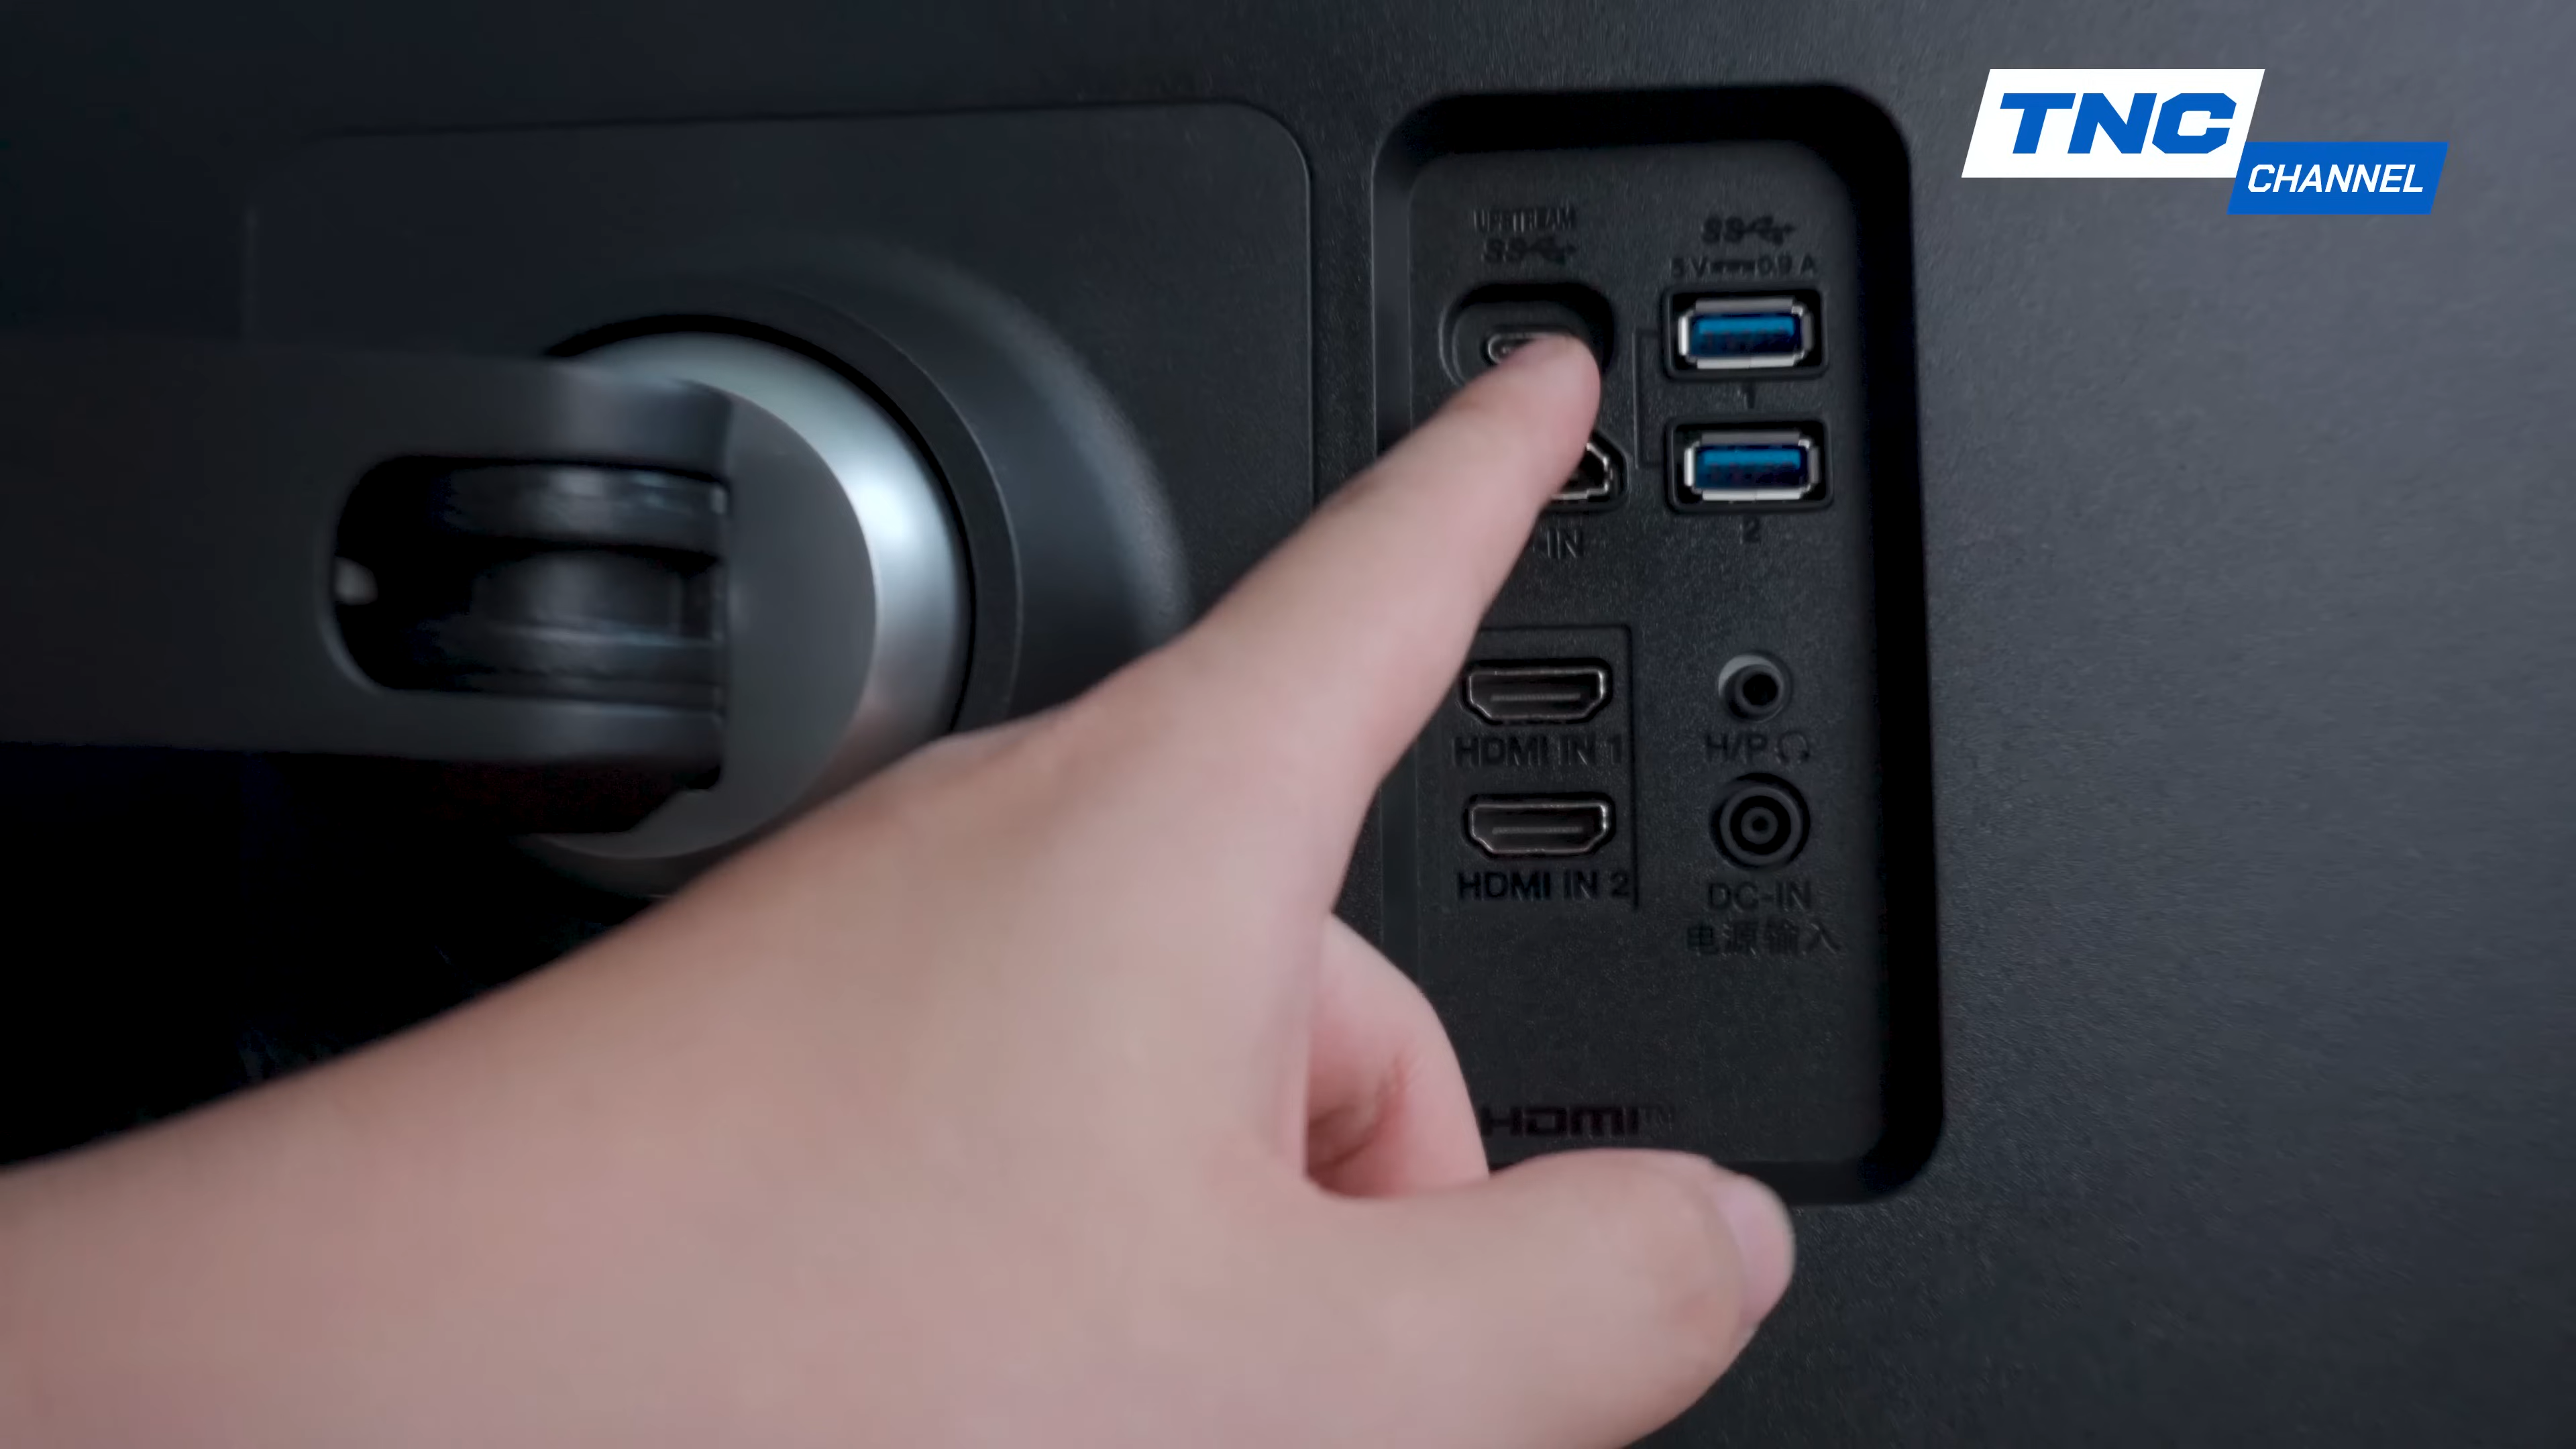 TNC
CHANNEL
UPSTREAM
SS
SS
5 V⎓0.9 A
1
2
-IN
HDMI IN 1
H/P
HDMI IN 2
DC-IN
电源输入
HDMI™